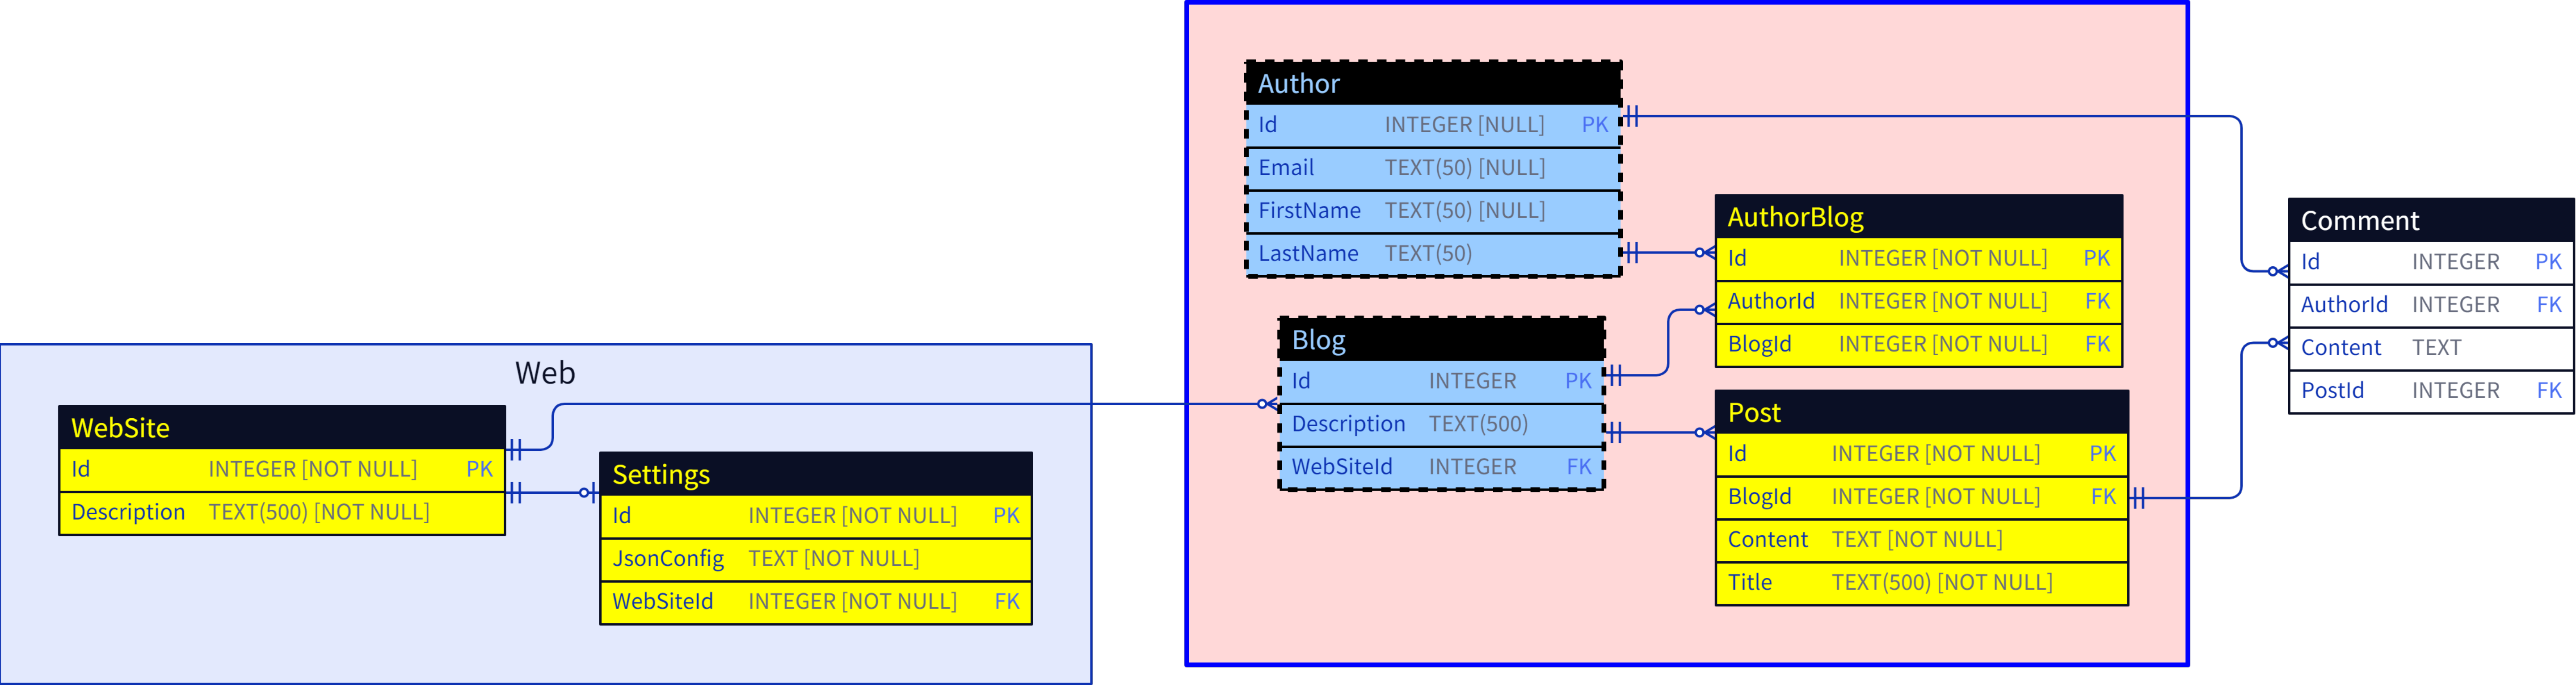 Web
WebSite
Id INTEGER [NOT NULL] PK
Description TEXT(500) [NOT NULL]
Settings
Id INTEGER [NOT NULL] PK
JsonConfig TEXT [NOT NULL]
WebSiteId INTEGER [NOT NULL] FK
Author
Id INTEGER [NULL] PK
Email TEXT(50) [NULL]
FirstName TEXT(50) [NULL]
LastName TEXT(50)
Blog
Id INTEGER PK
Description TEXT(500)
WebSiteId INTEGER FK
AuthorBlog
Id INTEGER [NOT NULL] PK
AuthorId INTEGER [NOT NULL] FK
BlogId INTEGER [NOT NULL] FK
Post
Id INTEGER [NOT NULL] PK
BlogId INTEGER [NOT NULL] FK
Content TEXT [NOT NULL]
Title TEXT(500) [NOT NULL]
Comment
Id INTEGER PK
AuthorId INTEGER FK
Content TEXT
PostId INTEGER FK